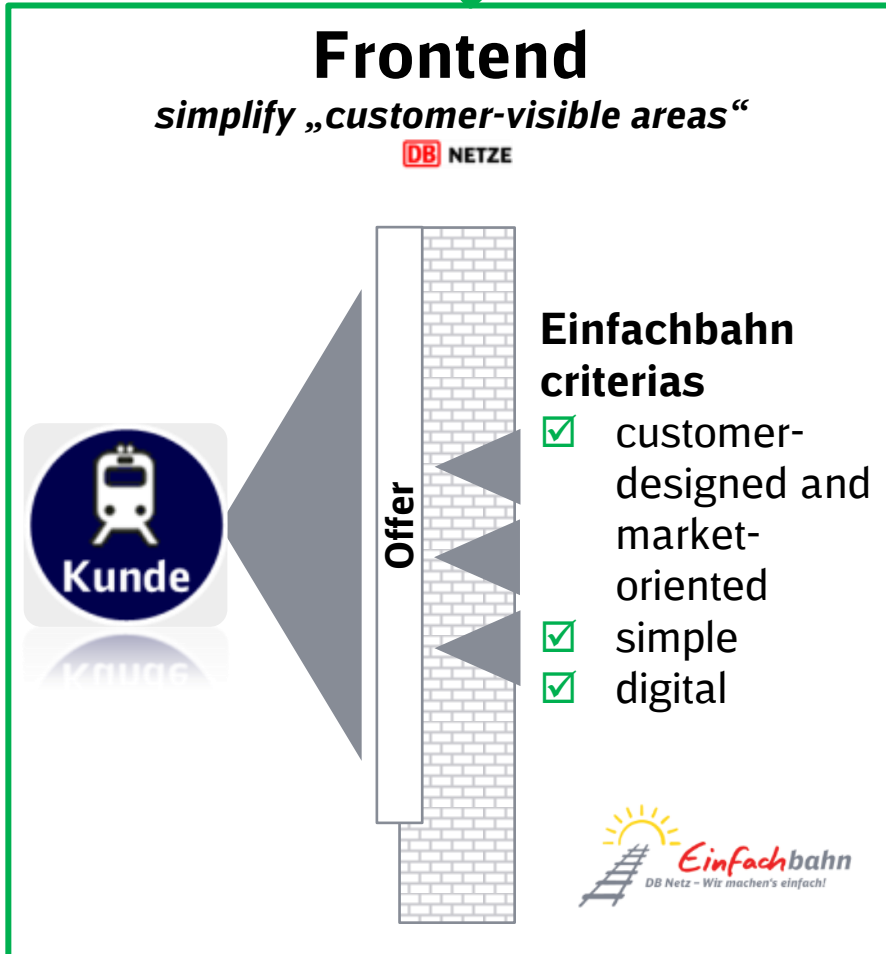 Frontend
simplify „customer-visible areas“
DB NETZE
Einfachbahn
criterias
☑ customer-
designed and
market-
oriented
☑ simple
☑ digital
Offer
Kunde
Einfachbahn
DB Netz – Wir machen's einfach!